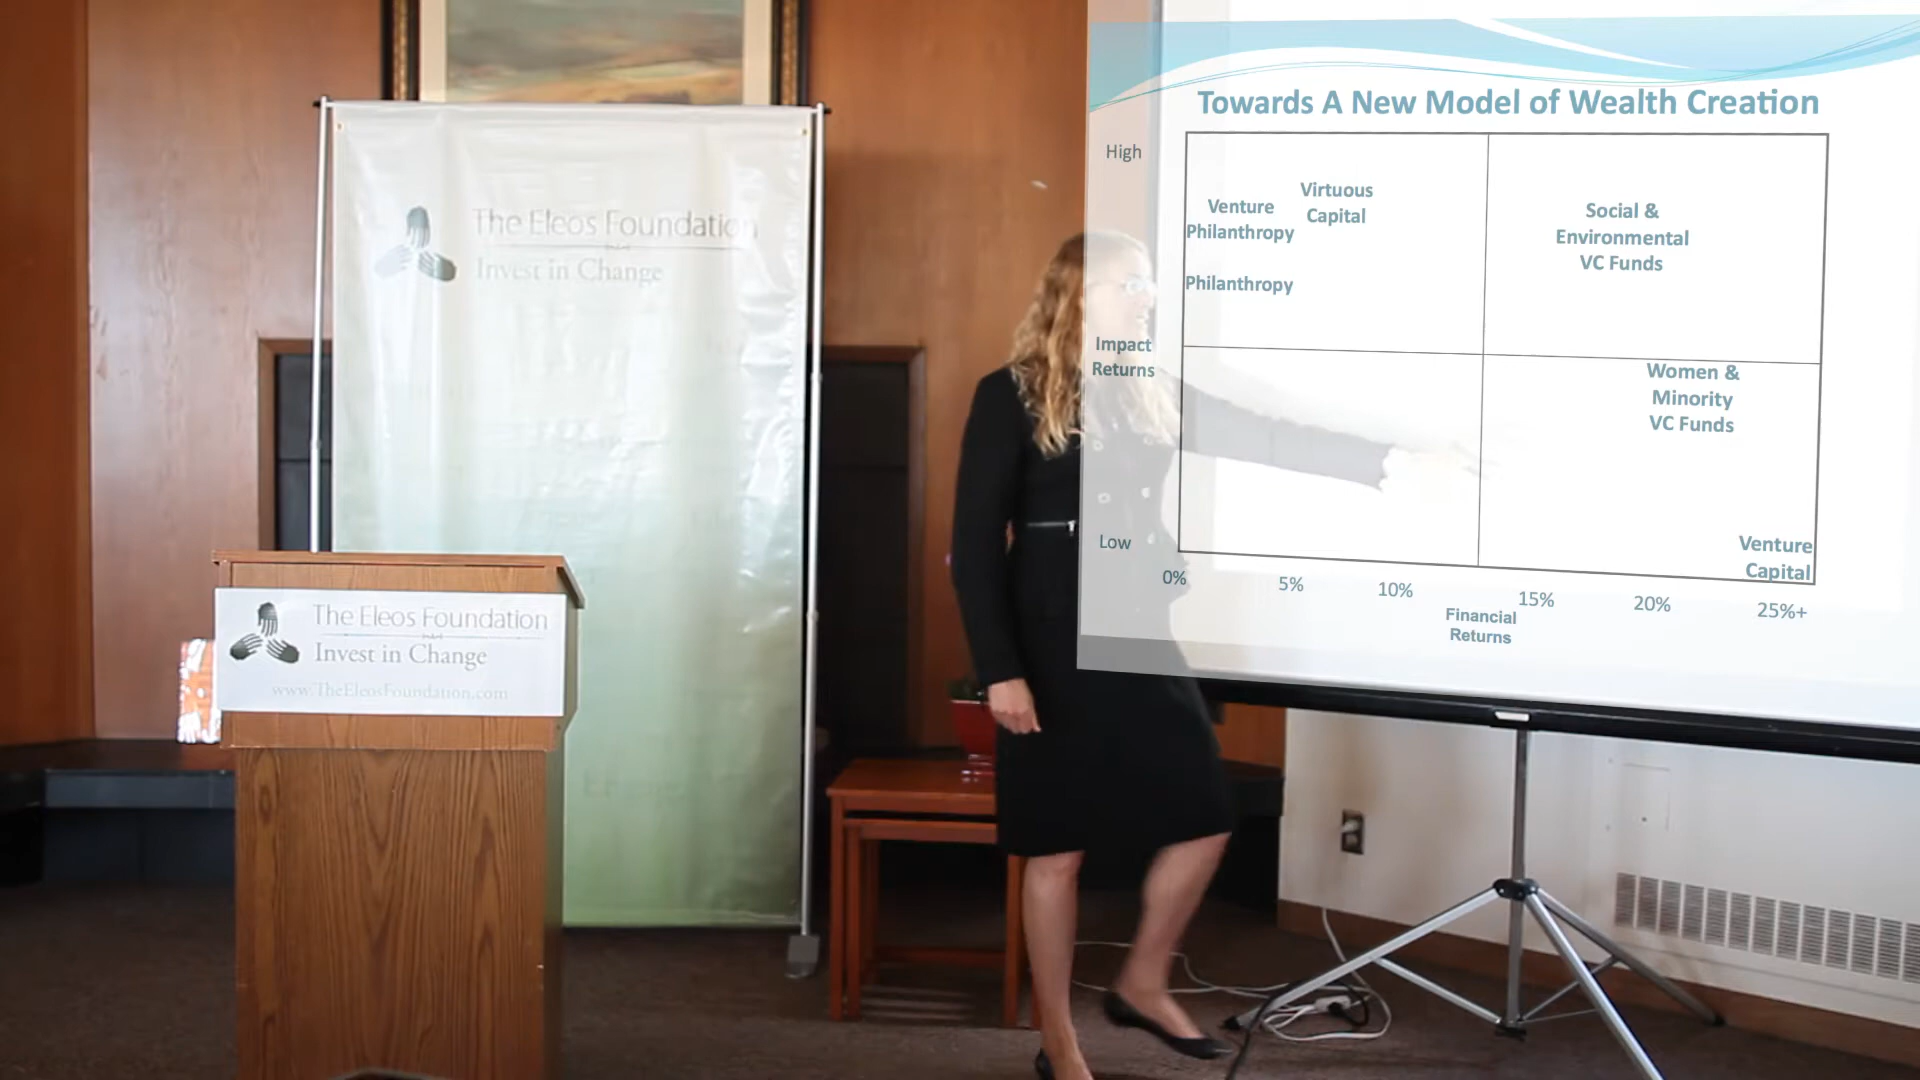 The Eleos Foundation
Invest in Change
The Eleos Foundation
Invest in Change
www.TheEleosFoundation.com
Towards A New Model of Wealth Creation
High
Impact
Returns
Low
Venture
Philanthropy
Virtuous
Capital
Philanthropy
Social &
Environmental
VC Funds
Women &
Minority
VC Funds
Venture
Capital
0%
5%
10%
15%
20%
25%+
Financial
Returns